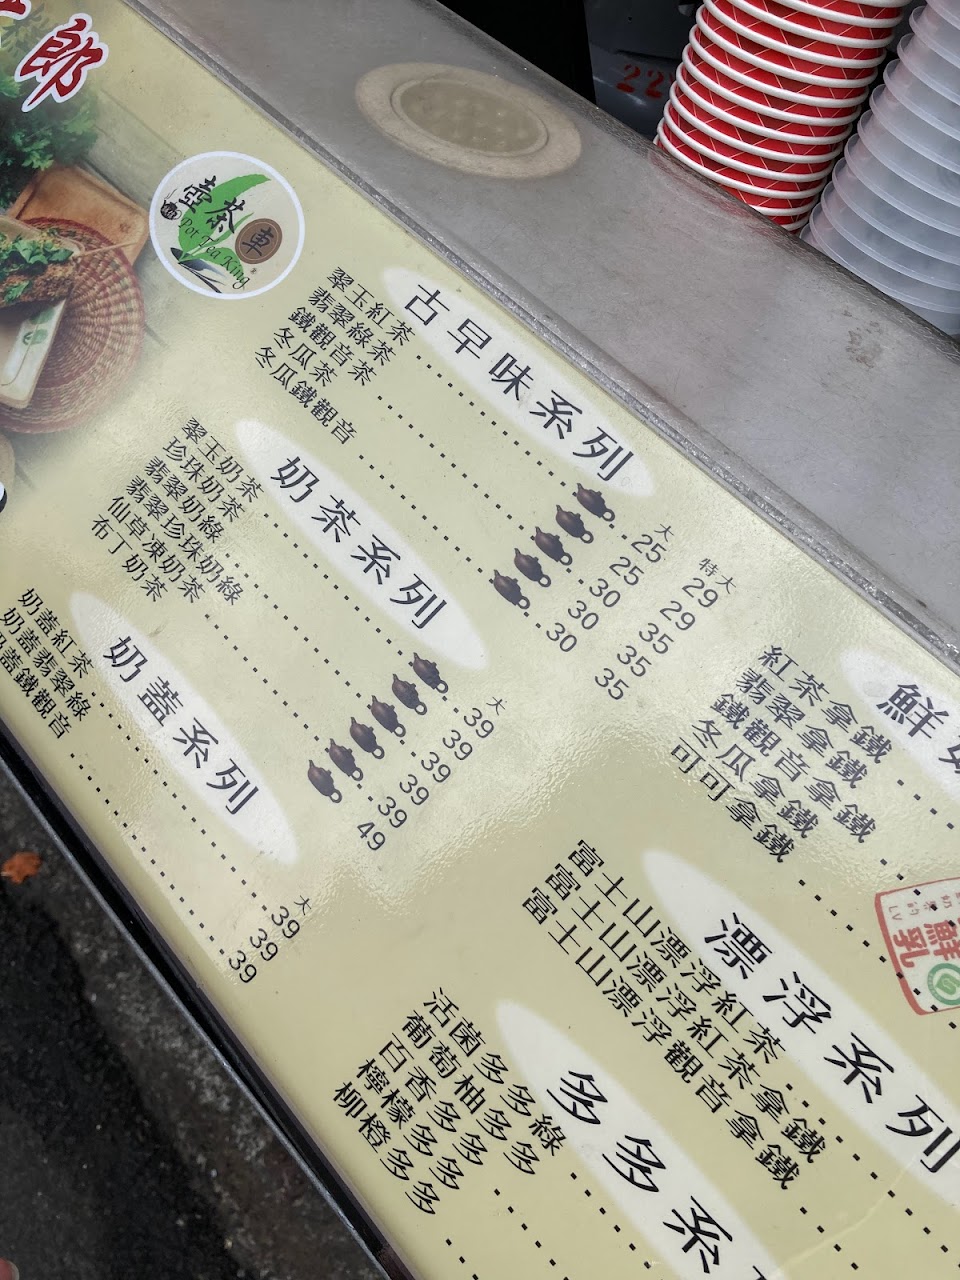 郎
壺茶車
Pot Tea King
古早味系列
大 特大
翠玉紅茶 25 29
翡翠綠茶 25 29
鐵觀音茶 30 35
冬瓜茶 30 35
冬瓜鐵觀音 30 35
奶茶系列
大
翠玉奶茶 39
珍珠奶茶 39
翡翠奶綠 39
翡翠珍珠奶綠 39
仙草凍奶茶 39
布丁奶茶 49
奶蓋系列
大
奶蓋紅茶 39
奶蓋翡翠綠 39
奶蓋鐵觀音 39
鮮奶
紅茶拿鐵
翡翠拿鐵
鐵觀音拿鐵
冬瓜拿鐵
可可拿鐵
鮮乳
漂浮系列
富士山漂浮紅茶
富士山漂浮紅茶拿鐵
富士山漂浮觀音拿鐵
多多系
活菌多多綠
葡萄柚多多
百香多多
檸檬多多
柳橙多多